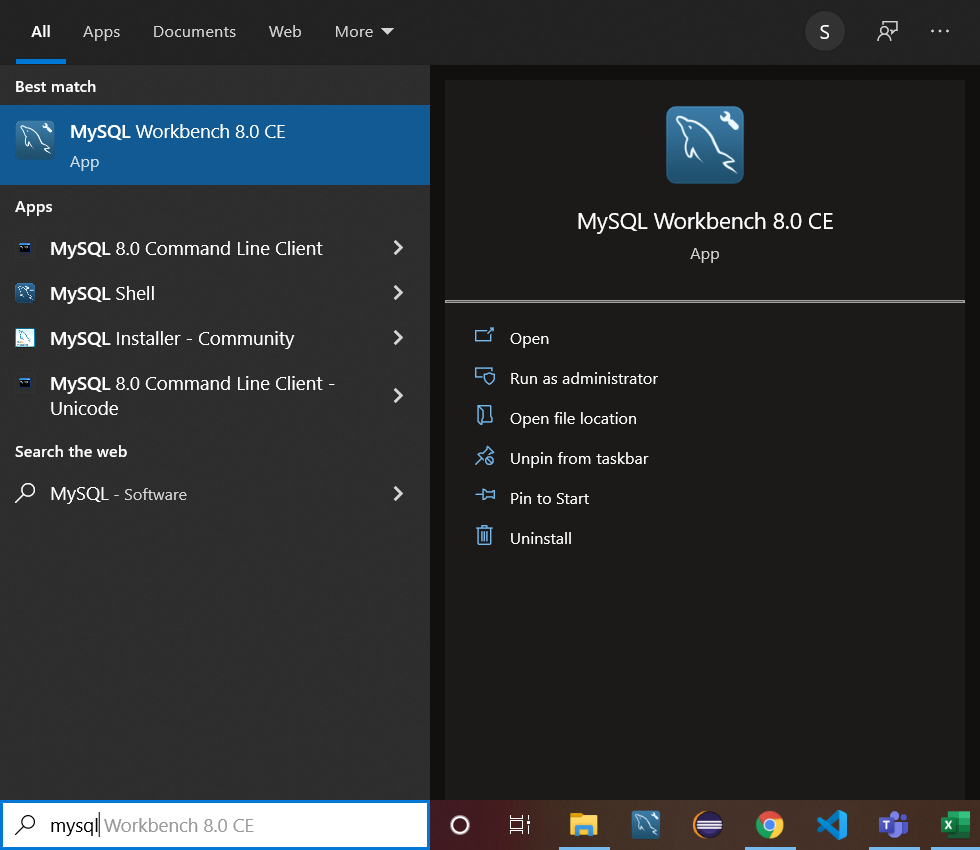 All Apps Documents Web More S
Best match
MySQL Workbench 8.0 CE
App
Apps
MySQL 8.0 Command Line Client
MySQL Shell
MySQL Installer - Community
MySQL 8.0 Command Line Client -
Unicode
Search the web
MySQL - Software
MySQL Workbench 8.0 CE
App
Open
Run as administrator
Open file location
Unpin from taskbar
Pin to Start
Uninstall
mysql Workbench 8.0 CE
T
X